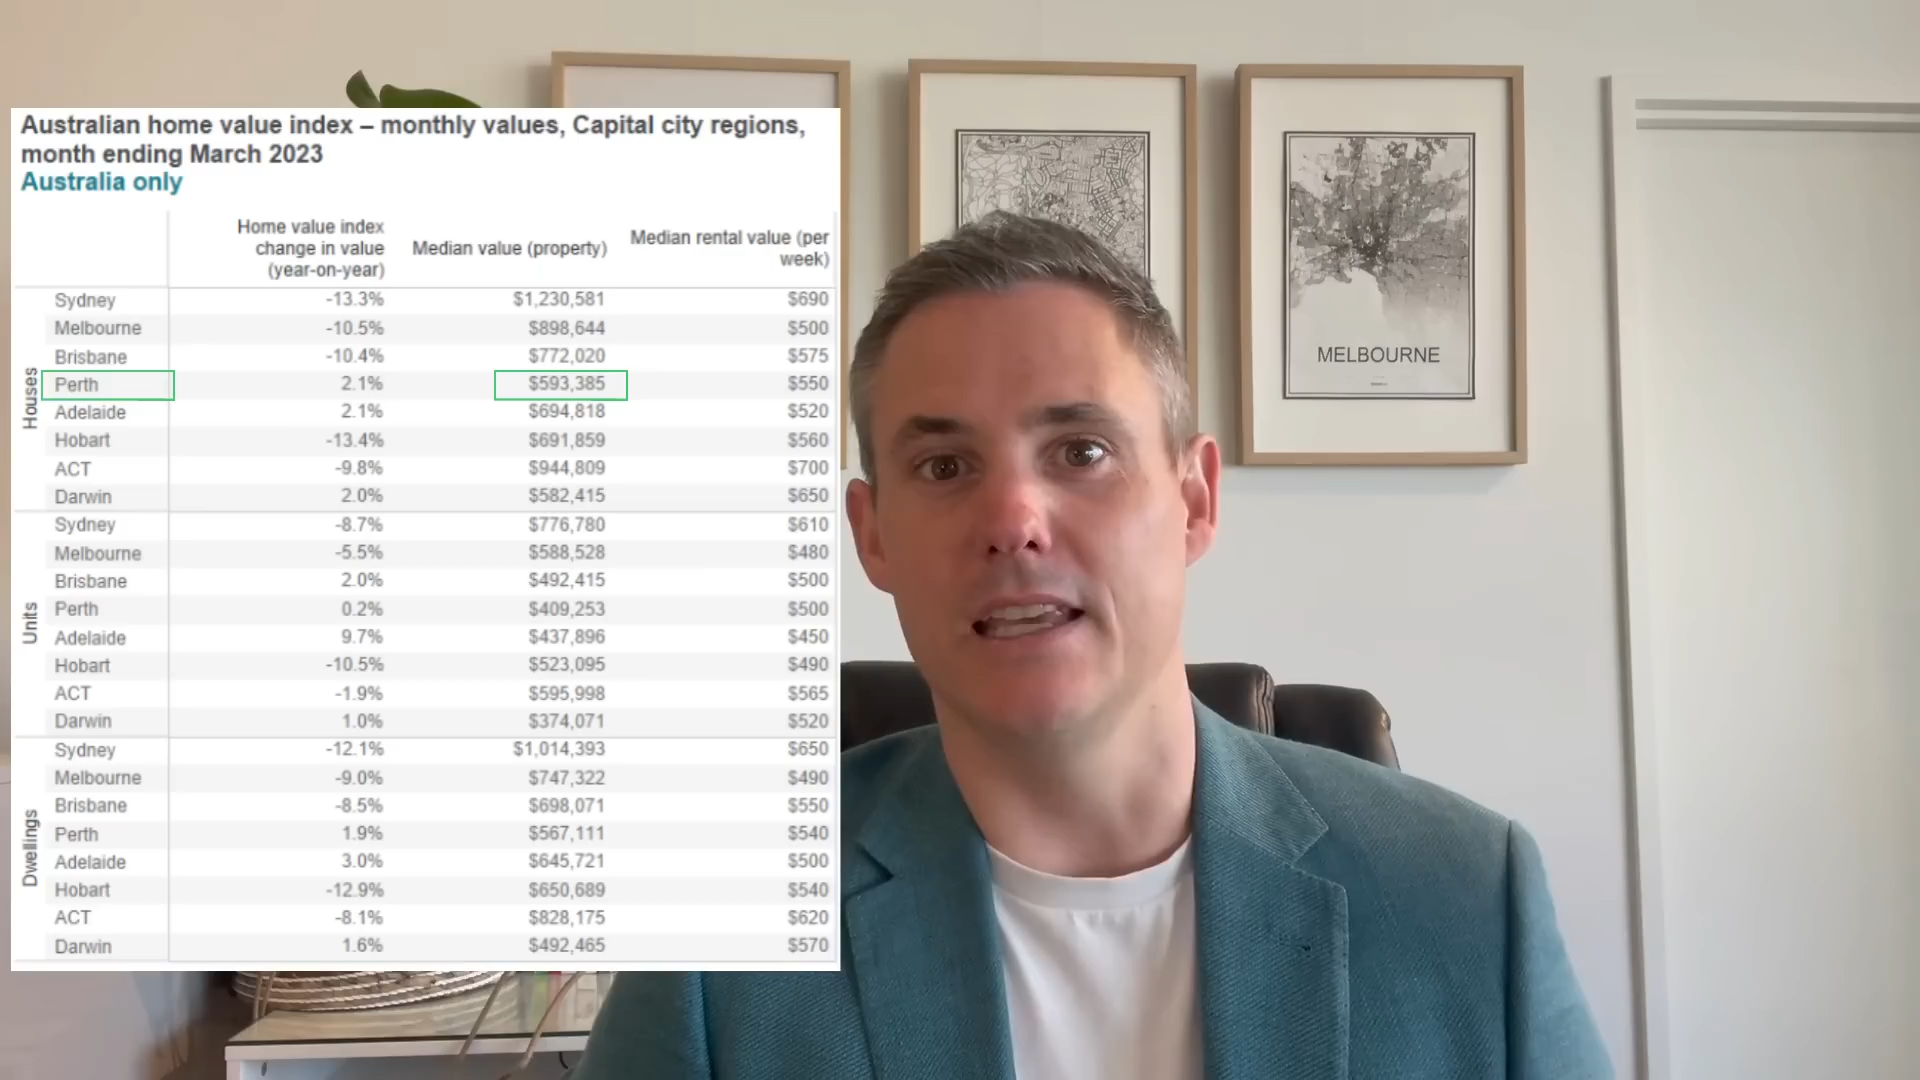 Australian home value index – monthly values, Capital city regions,
month ending March 2023
Australia only
Home value index
change in value
(year-on-year)
Median value (property)
Median rental value (per
week)
Houses
Sydney -13.3% $1,230,581 $690
Melbourne -10.5% $898,644 $500
Brisbane -10.4% $772,020 $575
Perth 2.1% $593,385 $550
Adelaide 2.1% $694,818 $520
Hobart -13.4% $691,859 $560
ACT -9.8% $944,809 $700
Darwin 2.0% $582,415 $650
Units
Sydney -8.7% $776,780 $610
Melbourne -5.5% $588,528 $480
Brisbane 2.0% $492,415 $500
Perth 0.2% $409,253 $500
Adelaide 9.7% $437,896 $450
Hobart -10.5% $523,095 $490
ACT -1.9% $595,998 $565
Darwin 1.0% $374,071 $520
Dwellings
Sydney -12.1% $1,014,393 $650
Melbourne -9.0% $747,322 $490
Brisbane -8.5% $698,071 $550
Perth 1.9% $567,111 $540
Adelaide 3.0% $645,721 $500
Hobart -12.9% $650,689 $540
ACT -8.1% $828,175 $620
Darwin 1.6% $492,465 $570
MELBOURNE